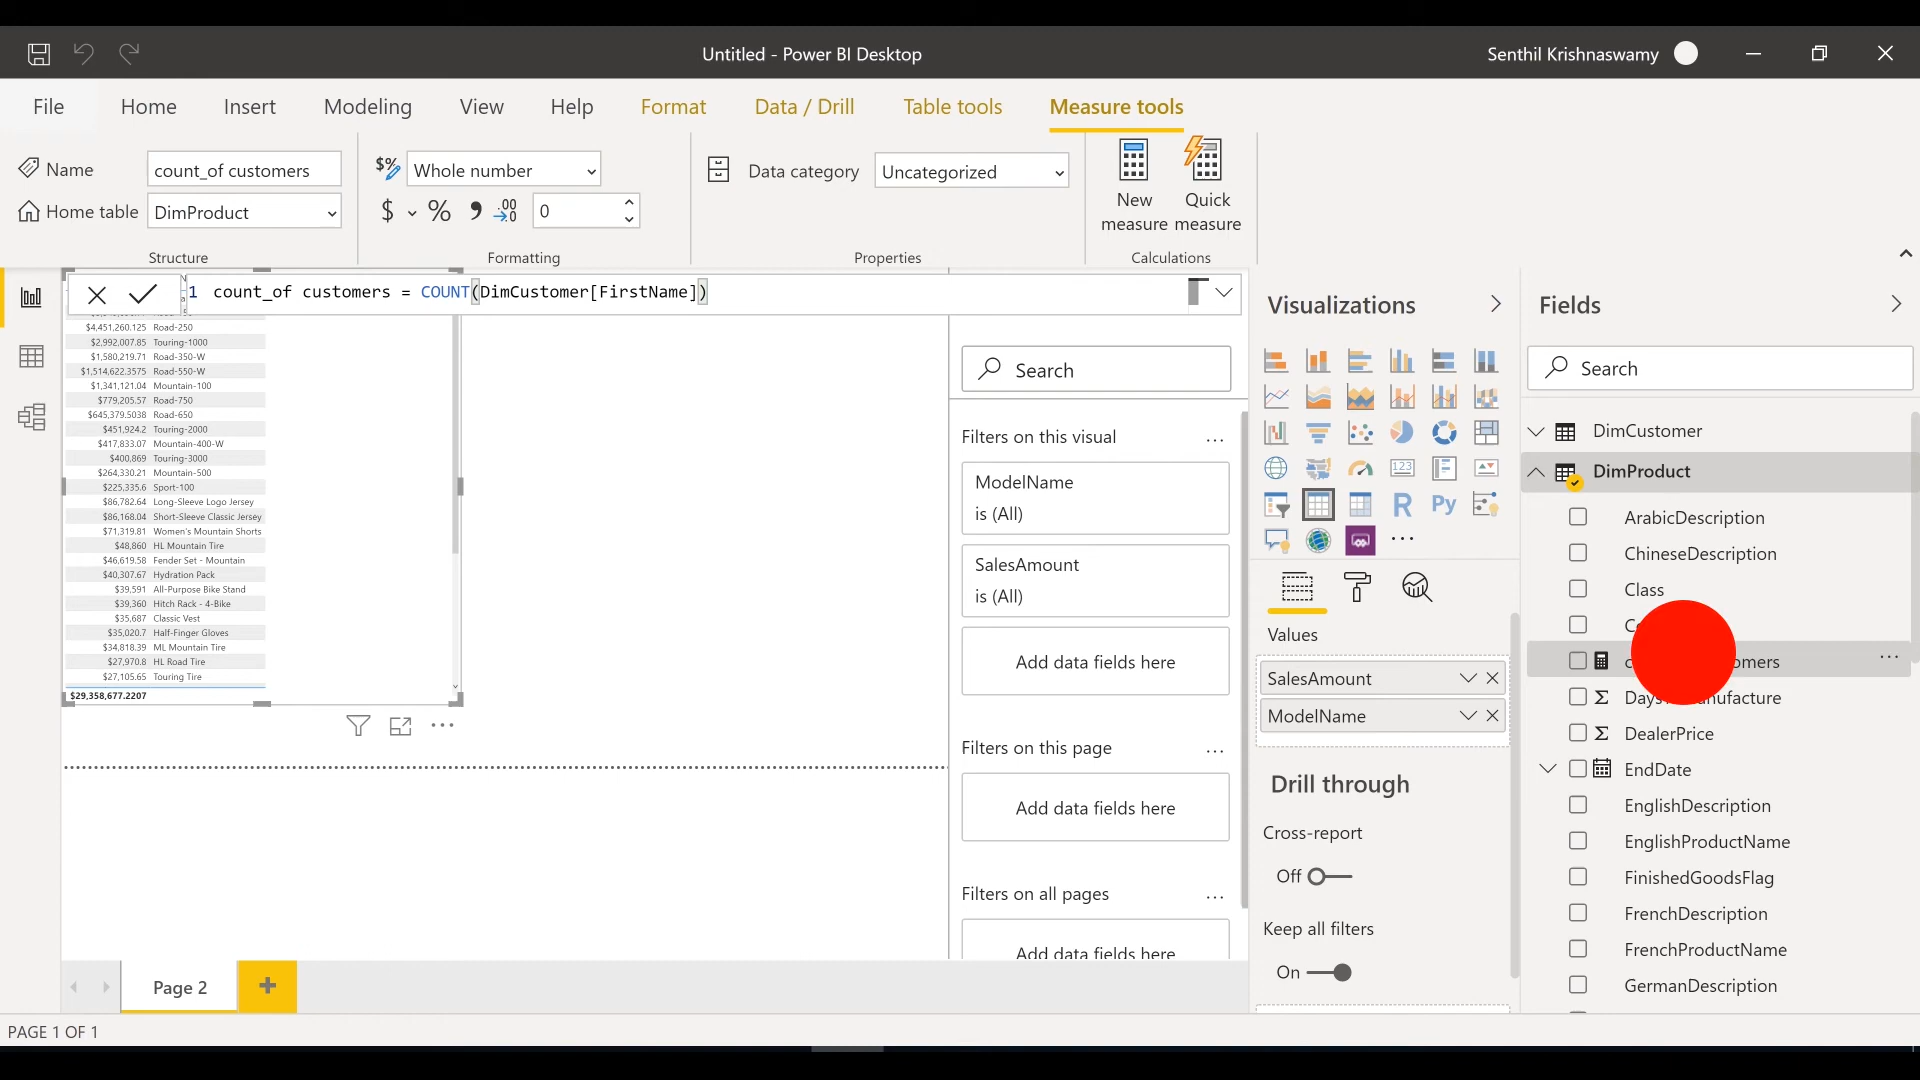 Untitled - Power BI Desktop
Senthil Krishnaswamy
File Home Insert Modeling View Help Format Data / Drill Table tools Measure tools
Name
count_of customers
Home table
DimProduct
Structure
$%
Whole number
$ % , .00 .0
0
Formatting
Data category
Uncategorized
Properties
New measure
Quick measure
Calculations
1 count_of customers = COUNT(DimCustomer[FirstName])
$4,451,260.125 Road-250
$2,992,007.85 Touring-1000
$1,580,219.71 Road-350-W
$1,514,622.3575 Road-550-W
$1,341,121.04 Mountain-100
$779,205.57 Road-750
$645,379.5038 Road-650
$451,924.2 Touring-2000
$417,833.07 Mountain-400-W
$400,869 Touring-3000
$264,330.21 Mountain-500
$225,335.6 Sport-100
$86,782.64 Long-Sleeve Logo Jersey
$86,168.04 Short-Sleeve Classic Jersey
$71,319.81 Women's Mountain Shorts
$48,860 HL Mountain Tire
$46,619.58 Fender Set - Mountain
$40,307.67 Hydration Pack
$39,591 All-Purpose Bike Stand
$39,360 Hitch Rack - 4-Bike
$35,687 Classic Vest
$35,020.7 Half-Finger Gloves
$34,818.39 ML Mountain Tire
$27,970.8 HL Road Tire
$27,105.65 Touring Tire
$29,358,677.2207
Search
Filters on this visual
ModelName
is (All)
SalesAmount
is (All)
Add data fields here
Filters on this page
Add data fields here
Filters on all pages
Add data fields here
Visualizations
123
R
Py
Values
SalesAmount
ModelName
Drill through
Cross-report
Off
Keep all filters
On
Fields
Search
DimCustomer
DimProduct
ArabicDescription
ChineseDescription
Class
DealerPrice
EndDate
EnglishDescription
EnglishProductName
FinishedGoodsFlag
FrenchDescription
FrenchProductName
GermanDescription
Page 2
+
PAGE 1 OF 1